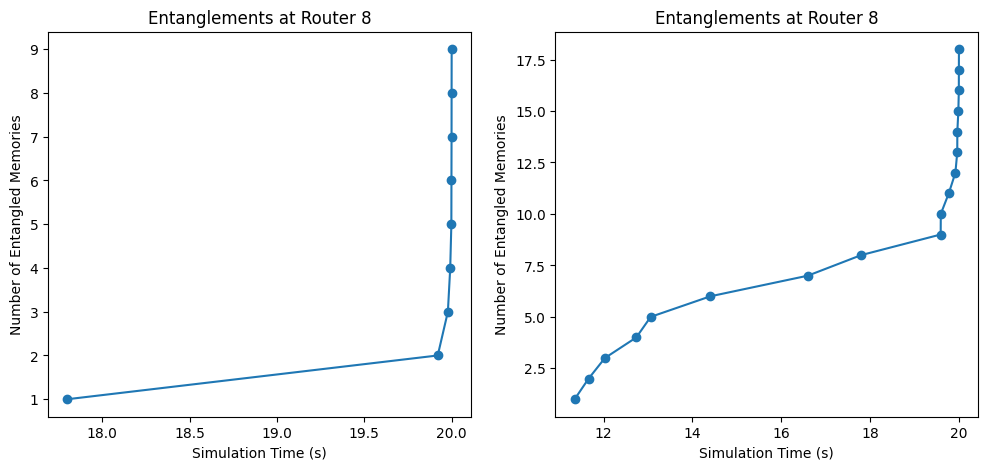 Entanglements at Router 8
Number of Entangled Memories
9
8
7
6
5
4
3
2
1
18.0 18.5 19.0 19.5 20.0
Simulation Time (s)
Entanglements at Router 8
Number of Entangled Memories
17.5
15.0
12.5
10.0
7.5
5.0
2.5
12 14 16 18 20
Simulation Time (s)